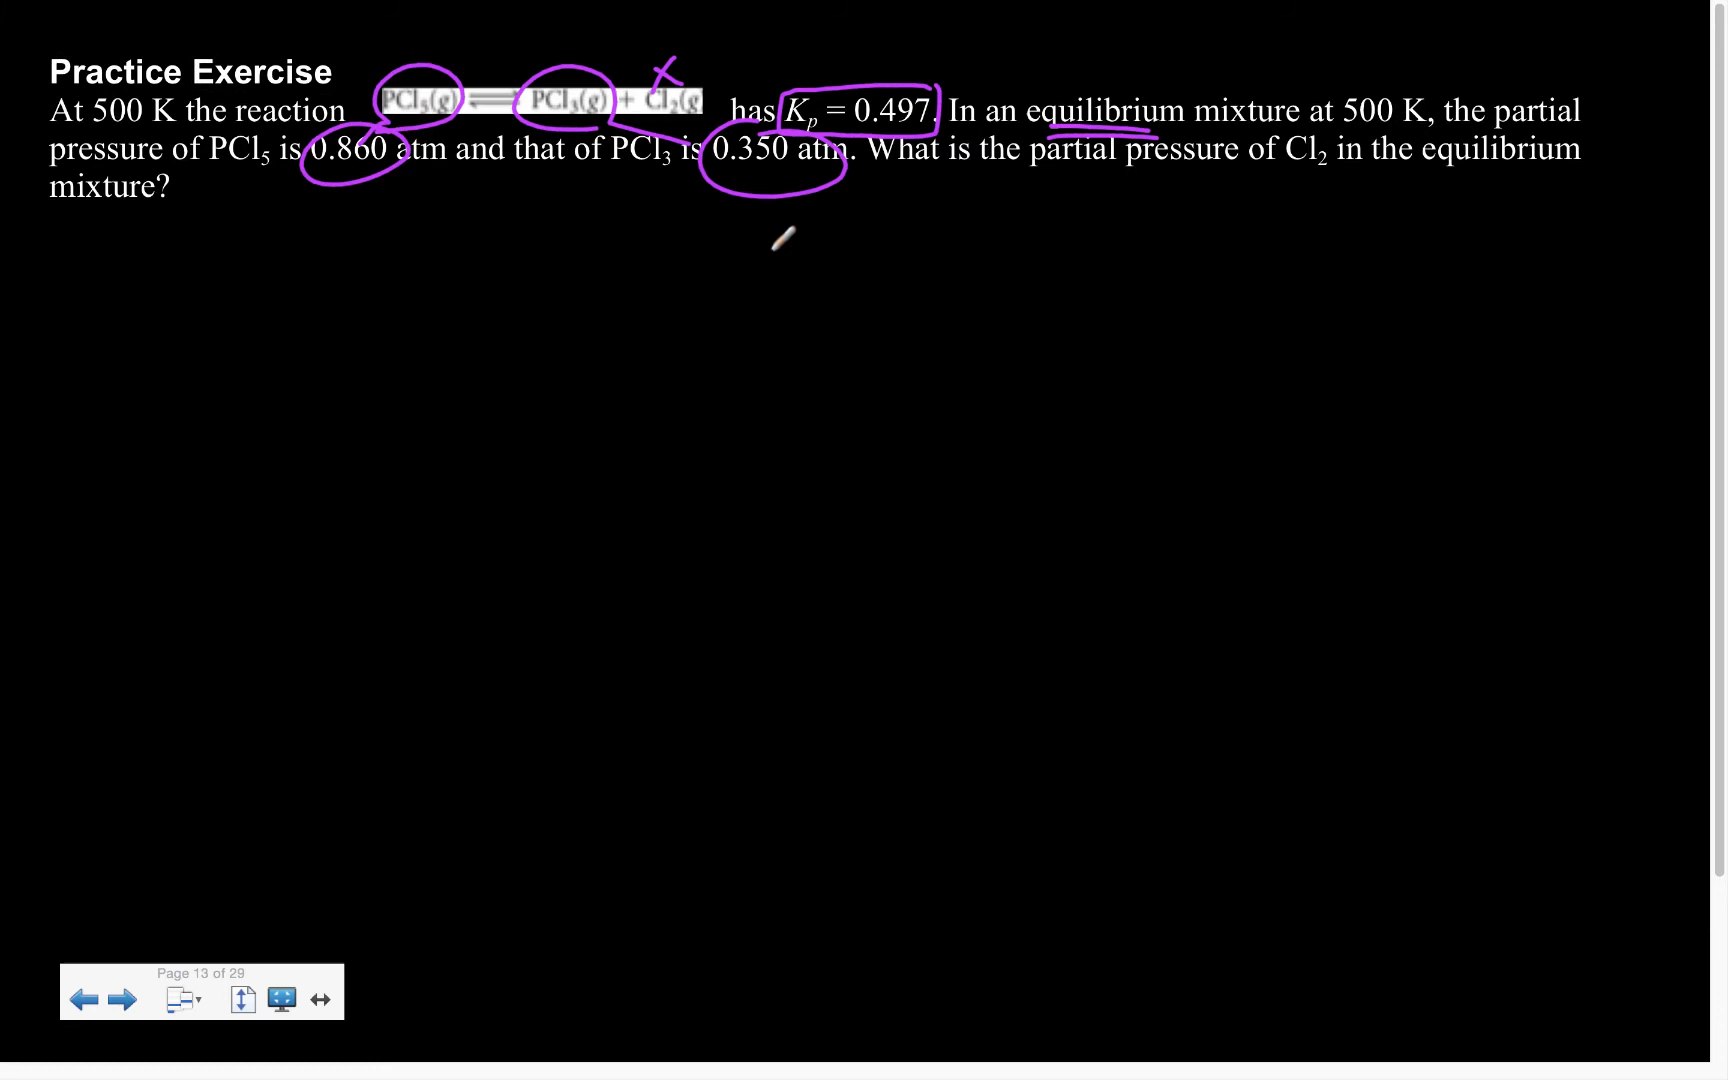 Practice Exercise
At 500 K the reaction PCl₅(g) ⇌ PCl₃(g) + Cl₂(g has Kₚ = 0.497. In an equilibrium mixture at 500 K, the partial
pressure of PCl₅ is 0.860 atm and that of PCl₃ is 0.350 atm. What is the partial pressure of Cl₂ in the equilibrium
mixture?
X
Page 13 of 29